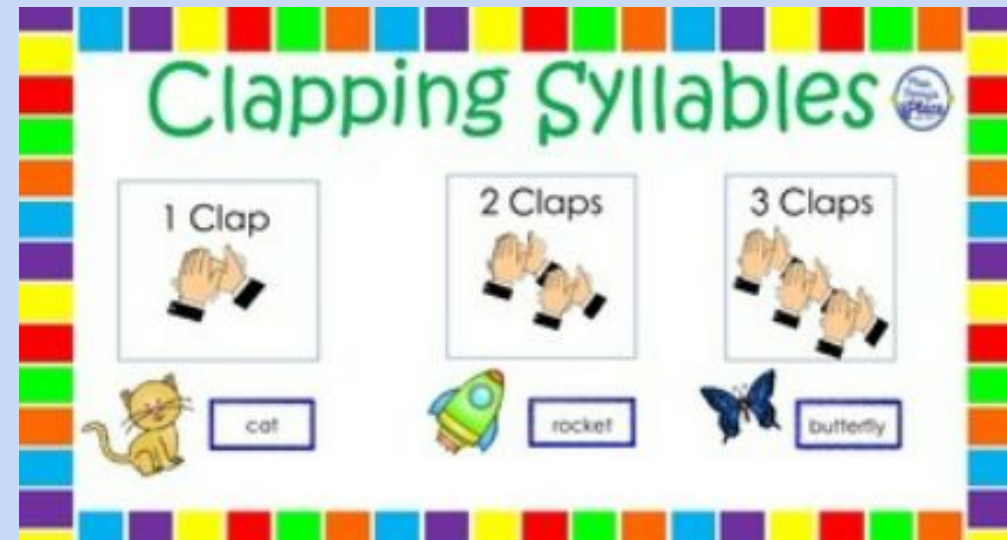 Clapping Syllables
1 Clap
2 Claps
3 Claps
cat
rocket
butterfly